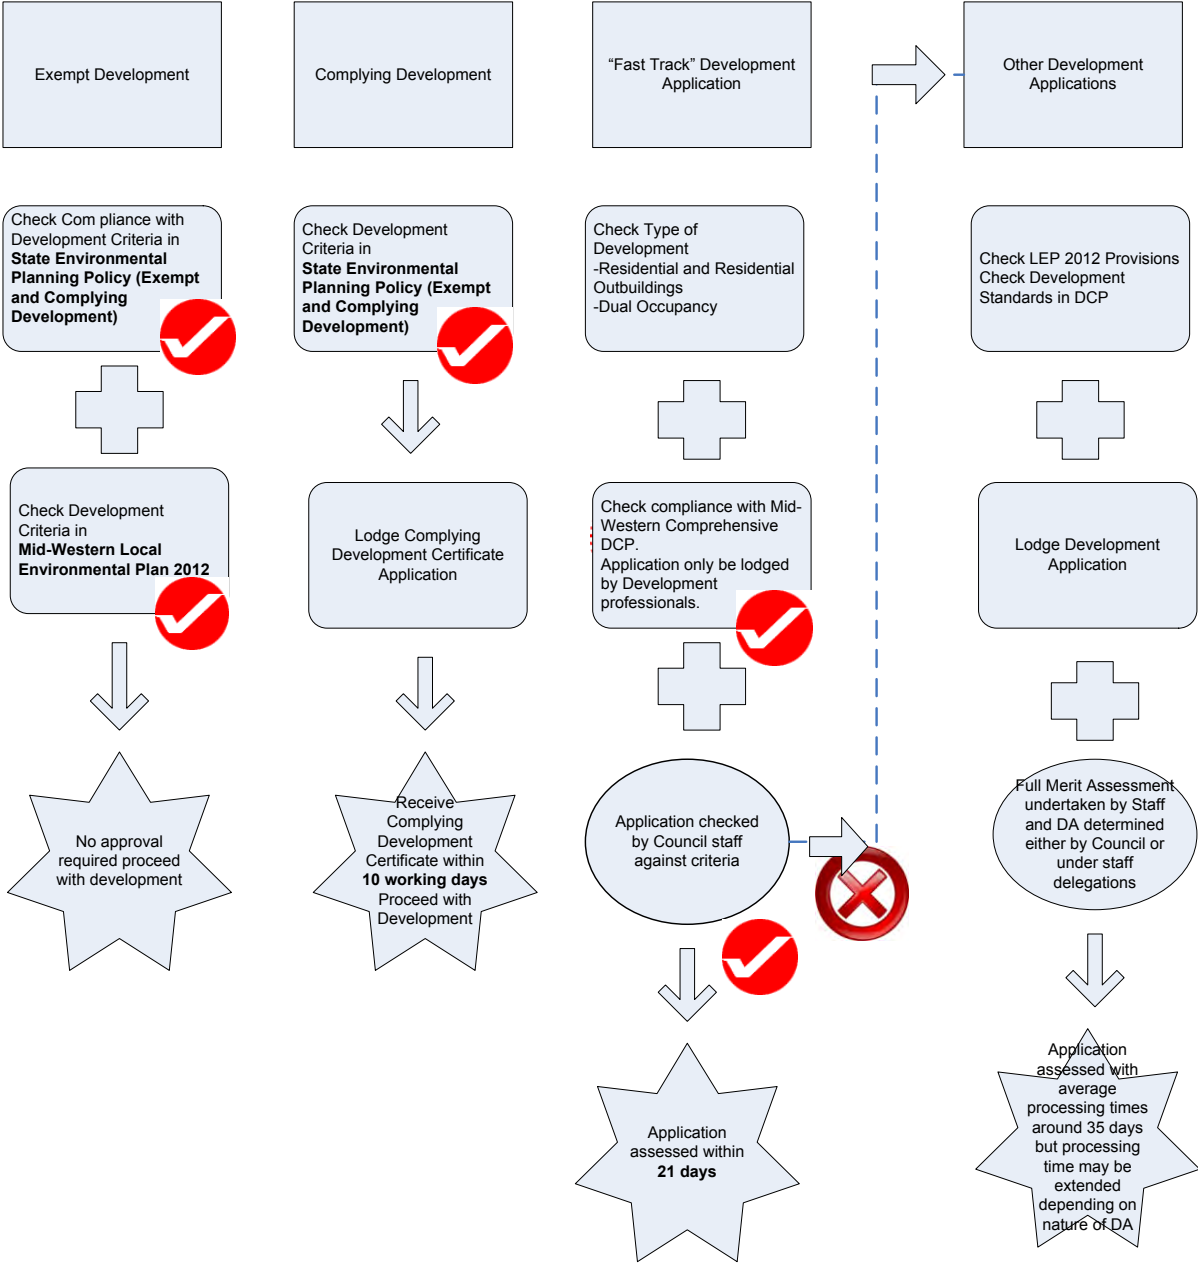 Exempt Development
Complying Development
“Fast Track” Development
Application
Other Development
Applications
Check Com pliance with
Development Criteria in
State Environmental
Planning Policy (Exempt
and Complying
Development)
Check Development
Criteria in
State Environmental
Planning Policy (Exempt
and Complying
Development)
Check Type of
Development
-Residential and Residential
Outbuildings
-Dual Occupancy
Check LEP 2012 Provisions
Check Development
Standards in DCP
Check Development
Criteria in
Mid-Western Local
Environmental Plan 2012
Lodge Complying
Development Certificate
Application
Check compliance with Mid-
Western Comprehensive
DCP.
Application only be lodged
by Development
professionals.
Lodge Development
Application
No approval
required proceed
with development
Receive
Complying
Development
Certificate within
10 working days
Proceed with
Development
Application checked
by Council staff
against criteria
Full Merit Assessment
undertaken by Staff
and DA determined
either by Council or
under staff
delegations
Application
assessed within
21 days
Application
assessed with
average
processing times
around 35 days
but processing
time may be
extended
depending on
nature of DA